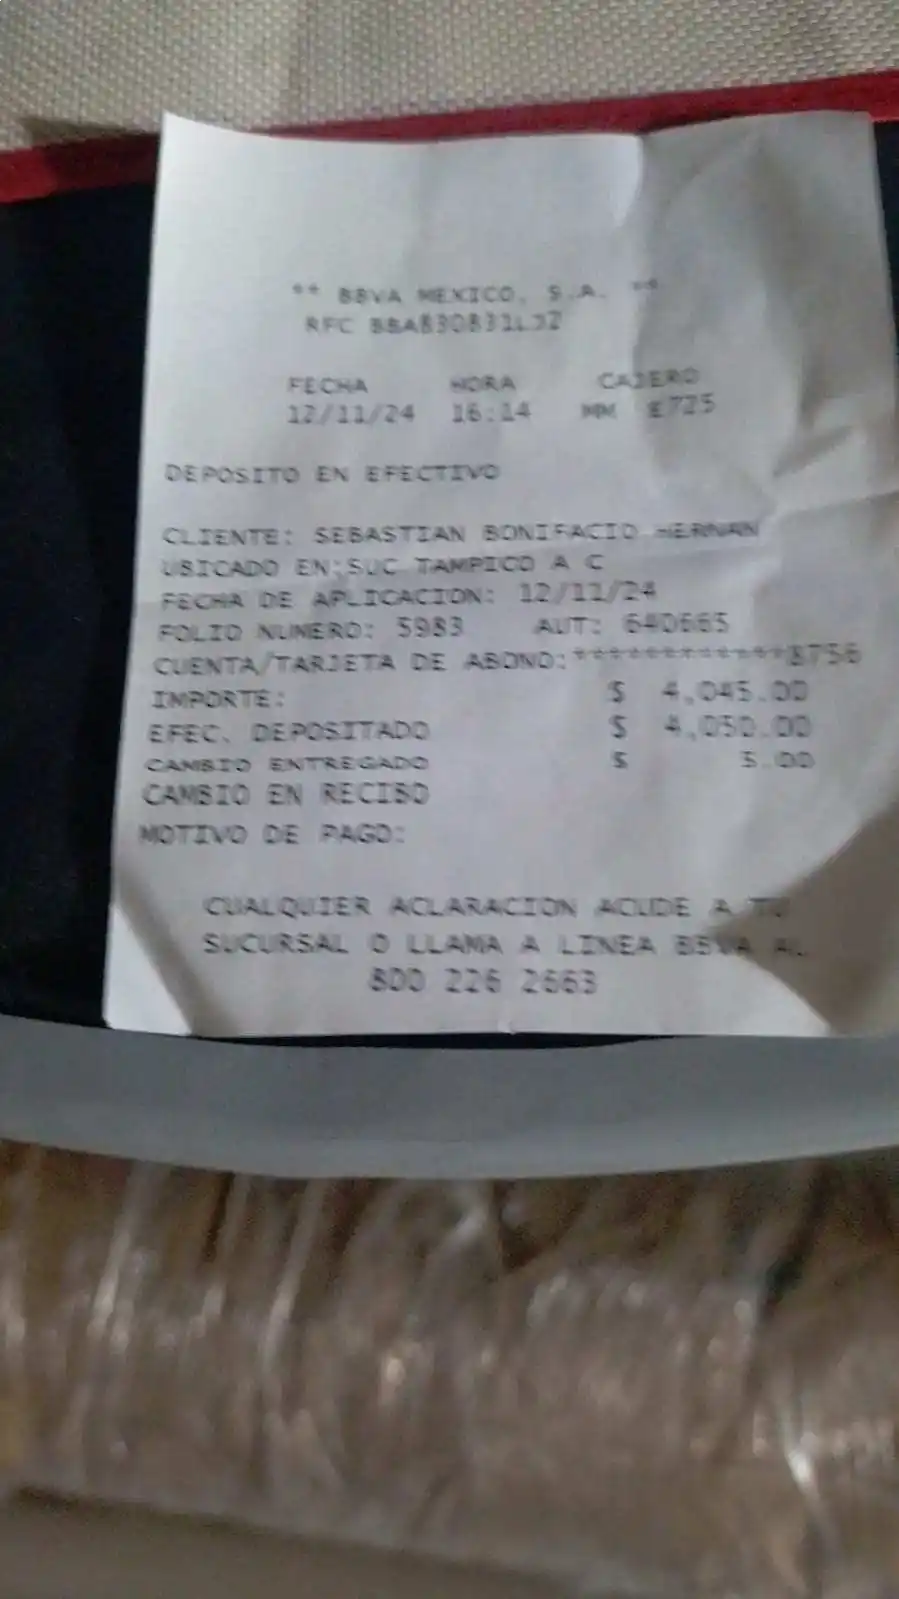 ** BBVA MEXICO, S.A. **
RFC BBA830831LJ2
FECHA HORA CAJERO
12/11/24 16:14 MM E725
DEPOSITO EN EFECTIVO
CLIENTE: SEBASTIAN BONIFACIO HERNAN
UBICADO EN:SUC TAMPICO A C
FECHA DE APLICACION: 12/11/24
FOLIO NUMERO: 5983 AUT: 640665
CUENTA/TARJETA DE ABONO:************8756
IMPORTE: $ 4,045.00
EFEC. DEPOSITADO $ 4,050.00
CAMBIO ENTREGADO $ 5.00
CAMBIO EN RECIBO
MOTIVO DE PAGO:
CUALQUIER ACLARACION ACUDE A TU
SUCURSAL O LLAMA A LINEA BBVA AL
800 226 2663